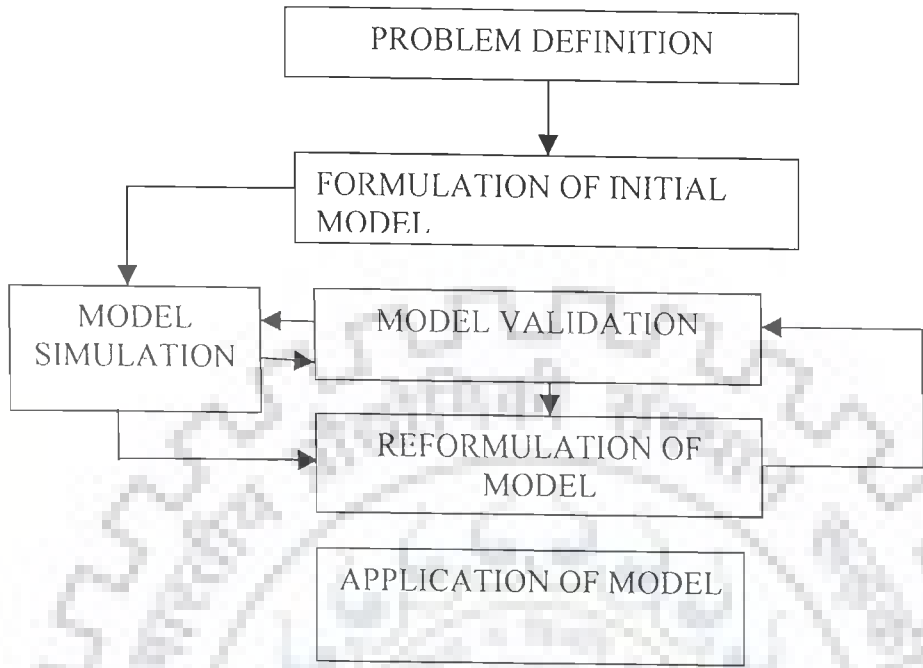 PROBLEM DEFINITION
FORMULATION OF INITIAL
MODEL
MODEL
SIMULATION
MODEL VALIDATION
REFORMULATION OF
MODEL
APPLICATION OF MODEL